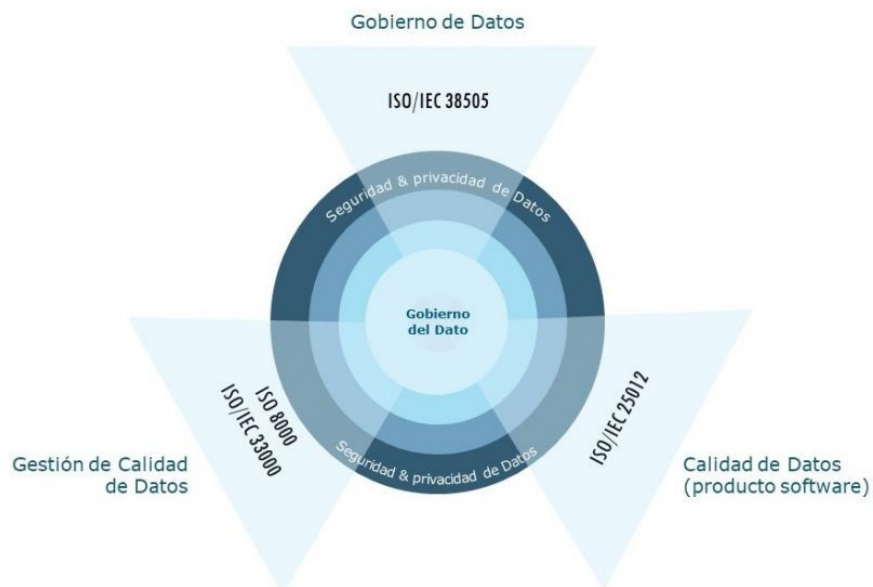 Gobierno de Datos
ISO/IEC 38505
Seguridad & privacidad de Datos
Gobierno
del Dato
ISO 8000
ISO/IEC 33000
ISO/IEC 25012
Seguridad & privacidad de Datos
Gestión de Calidad
de Datos
Calidad de Datos
(producto software)